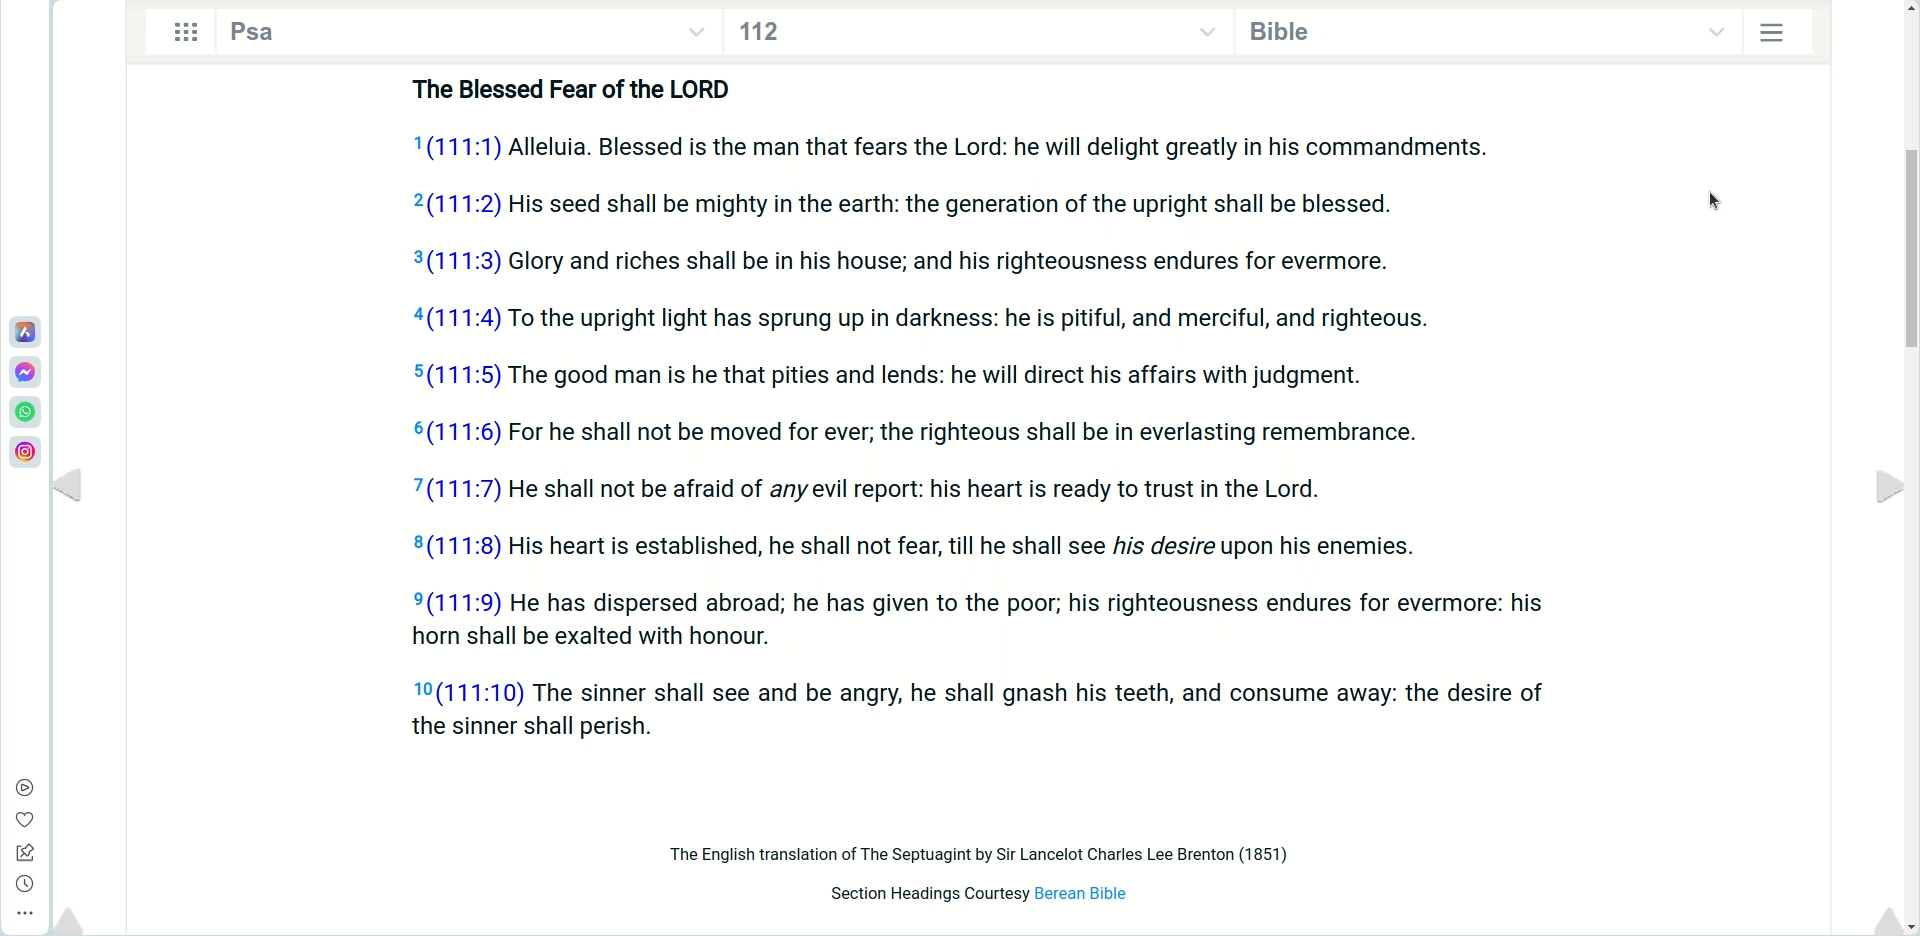 Psa 112 Bible
The Blessed Fear of the LORD
1 (111:1) Alleluia. Blessed is the man that fears the Lord: he will delight greatly in his commandments.
2 (111:2) His seed shall be mighty in the earth: the generation of the upright shall be blessed.
3 (111:3) Glory and riches shall be in his house; and his righteousness endures for evermore.
4 (111:4) To the upright light has sprung up in darkness: he is pitiful, and merciful, and righteous.
5 (111:5) The good man is he that pities and lends: he will direct his affairs with judgment.
6 (111:6) For he shall not be moved for ever; the righteous shall be in everlasting remembrance.
7 (111:7) He shall not be afraid of any evil report: his heart is ready to trust in the Lord.
8 (111:8) His heart is established, he shall not fear, till he shall see his desire upon his enemies.
9 (111:9) He has dispersed abroad; he has given to the poor; his righteousness endures for evermore: his
horn shall be exalted with honour.
10 (111:10) The sinner shall see and be angry, he shall gnash his teeth, and consume away: the desire of
the sinner shall perish.
The English translation of The Septuagint by Sir Lancelot Charles Lee Brenton (1851)
Section Headings Courtesy Berean Bible